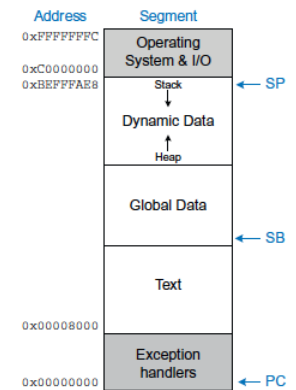 Address Segment
0xFFFFFFFC
Operating
System & I/O
0xC0000000
0xBEFFFAE8 Stack SP
Dynamic Data
Heap
Global Data
SB
Text
0x00008000
Exception
handlers
0x00000000 PC